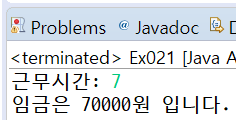 Problems @ Javadoc
<terminated> Ex021 [Java A
근무시간: 7
임금은 70000원 입니다.